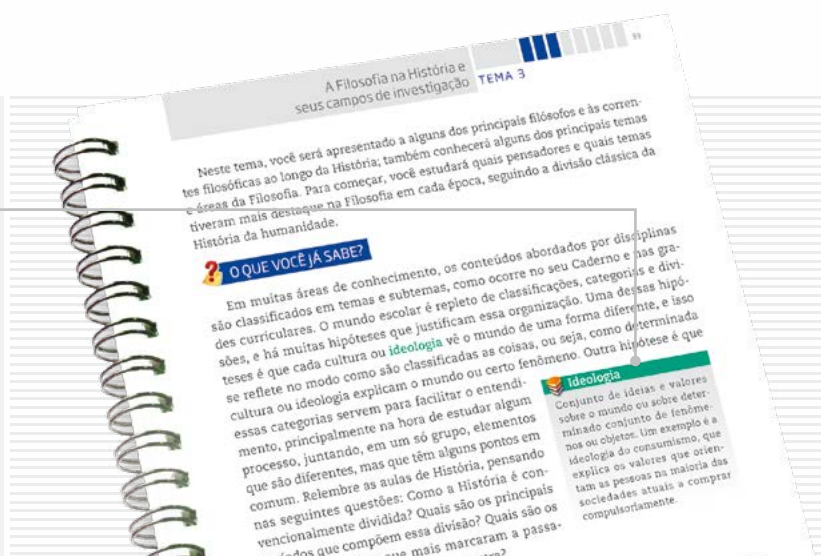 A Filosofia na História e
seus campos de investigação
TEMA 3
Neste tema, você será apresentado a alguns dos principais filósofos e às corren-
tes filosóficas ao longo da História; também conhecerá alguns dos principais temas
e áreas da Filosofia. Para começar, você estudará quais pensadores e quais temas
tiveram mais destaque na Filosofia em cada época, seguindo a divisão clássica da
História da humanidade.
O QUE VOCÊ JÁ SABE?
Em muitas áreas de conhecimento, os conteúdos abordados por disciplinas
são classificados em temas e subtemas, como ocorre no seu Caderno e nas gra-
des curriculares. O mundo escolar é repleto de classificações, categorias e divi-
sões, e há muitas hipóteses que justificam essa organização. Uma dessas hipó-
teses é que cada cultura ou ideologia vê o mundo de uma forma diferente, e isso
se reflete no modo como são classificadas as coisas, ou seja, como determinada
cultura ou ideologia explicam o mundo ou certo fenômeno. Outra hipótese é que
essas categorias servem para facilitar o entendi-
mento, principalmente na hora de estudar algum
processo, juntando, em um só grupo, elementos
que são diferentes, mas que têm alguns pontos em
comum. Relembre as aulas de História, pensando
nas seguintes questões: Como a História é con-
vencionalmente dividida? Quais são os principais
que compõem essa divisão? Quais são os
que mais marcaram a passa-
Ideologia
Conjunto de ideias e valores
sobre o mundo ou sobre deter-
minado conjunto de fenôme-
nos ou objetos. Um exemplo é a
ideologia do consumismo, que
explica os valores que orien-
tam as pessoas na maioria das
sociedades atuais a comprar
compulsoriamente.